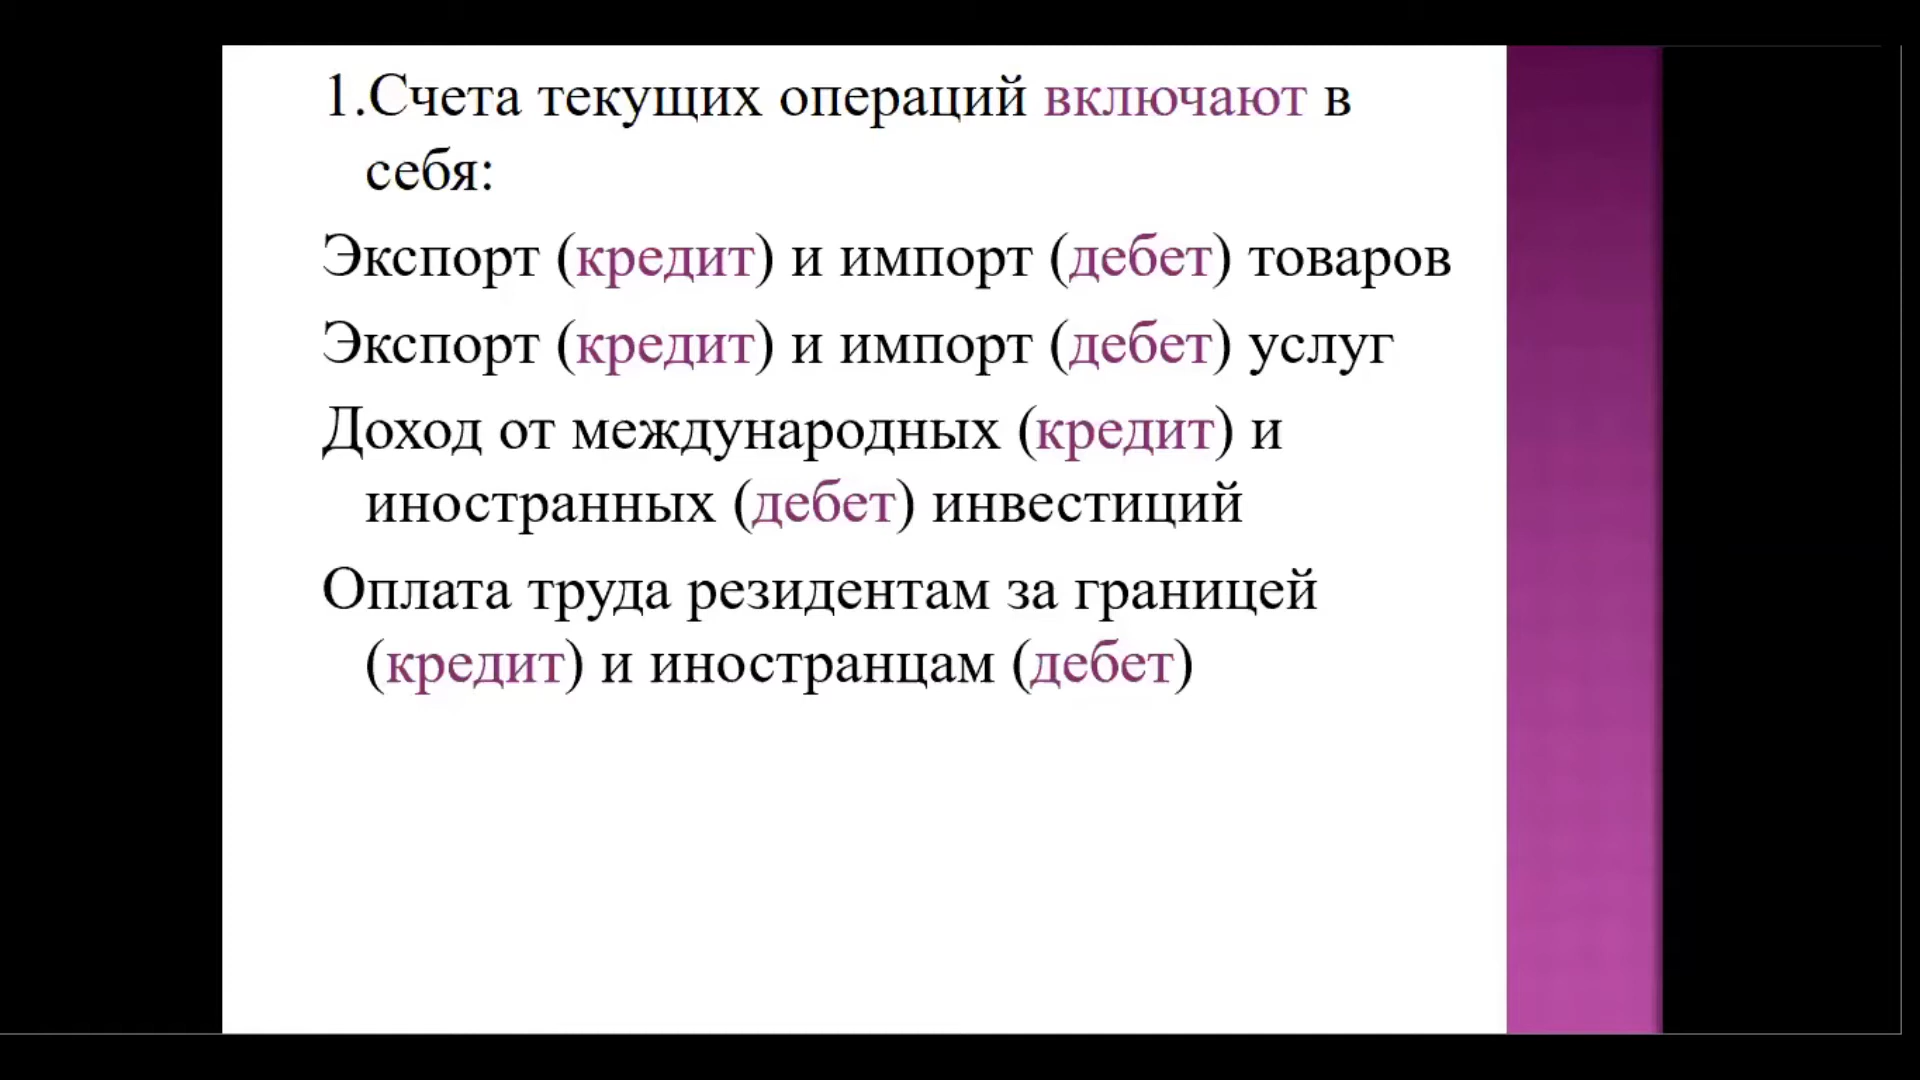 1.Счета текущих операций включают в
себя:
Экспорт (кредит) и импорт (дебет) товаров
Экспорт (кредит) и импорт (дебет) услуг
Доход от международных (кредит) и
иностранных (дебет) инвестиций
Оплата труда резидентам за границей
(кредит) и иностранцам (дебет)